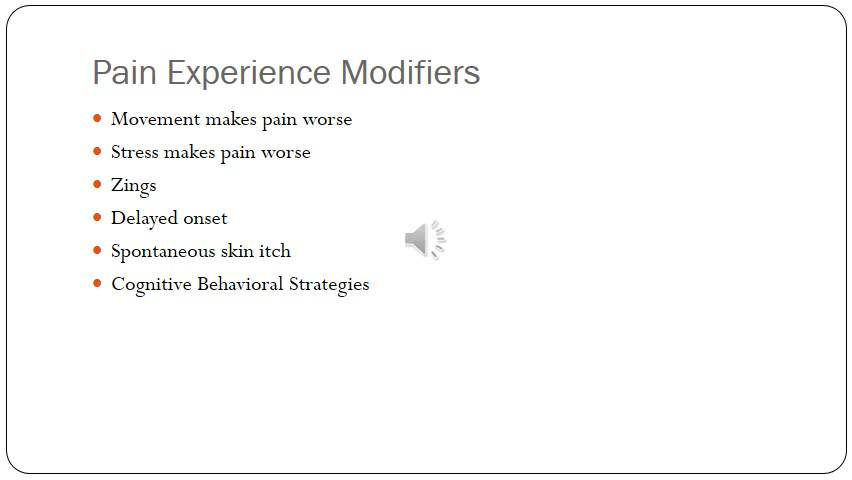 Pain Experience Modifiers
• Movement makes pain worse
• Stress makes pain worse
• Zings
• Delayed onset
• Spontaneous skin itch
• Cognitive Behavioral Strategies